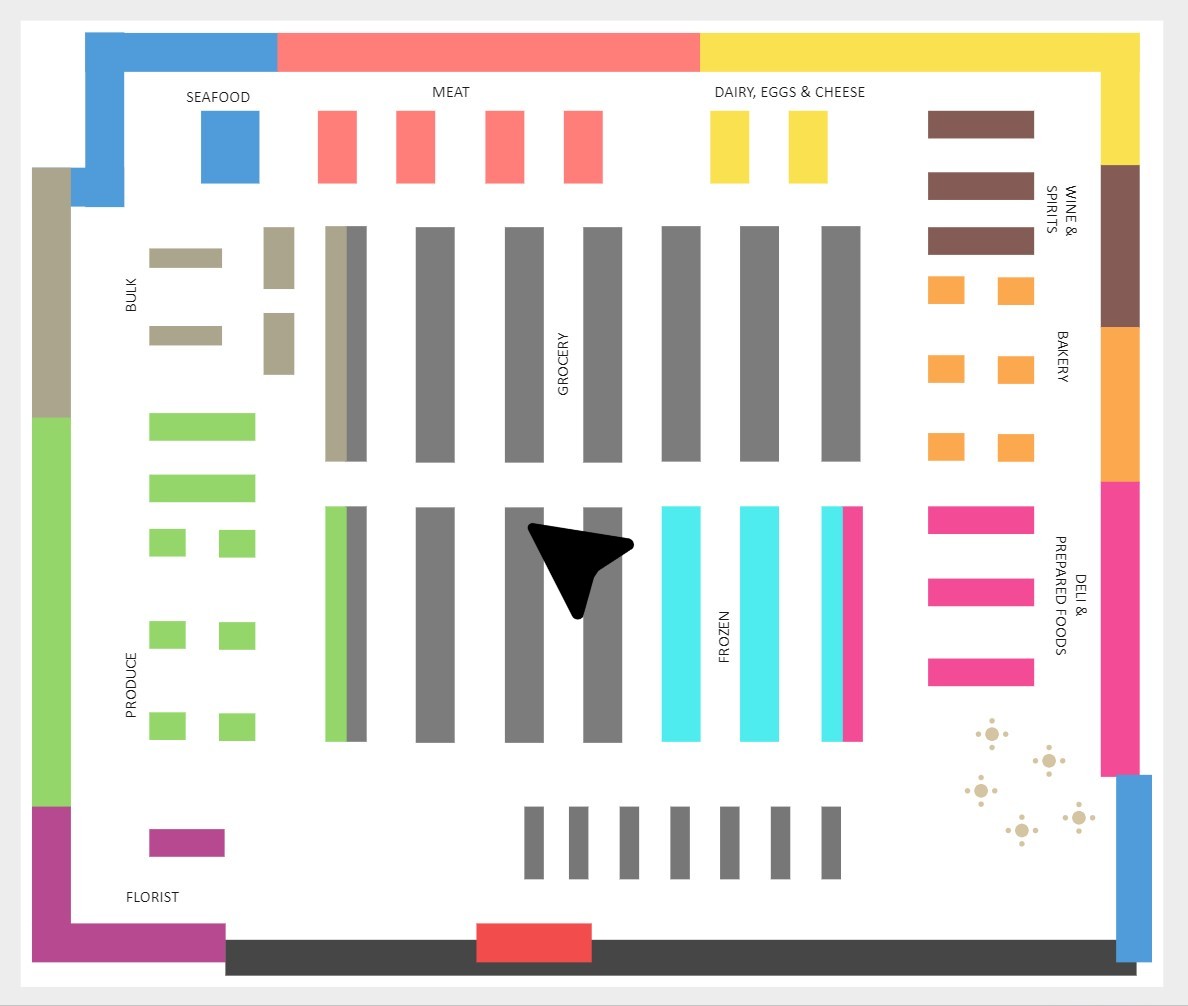 SEAFOOD
MEAT
DAIRY, EGGS & CHEESE
WINE &
SPIRITS
BULK
GROCERY
BAKERY
DELI &
PREPARED FOODS
FROZEN
PRODUCE
FLORIST